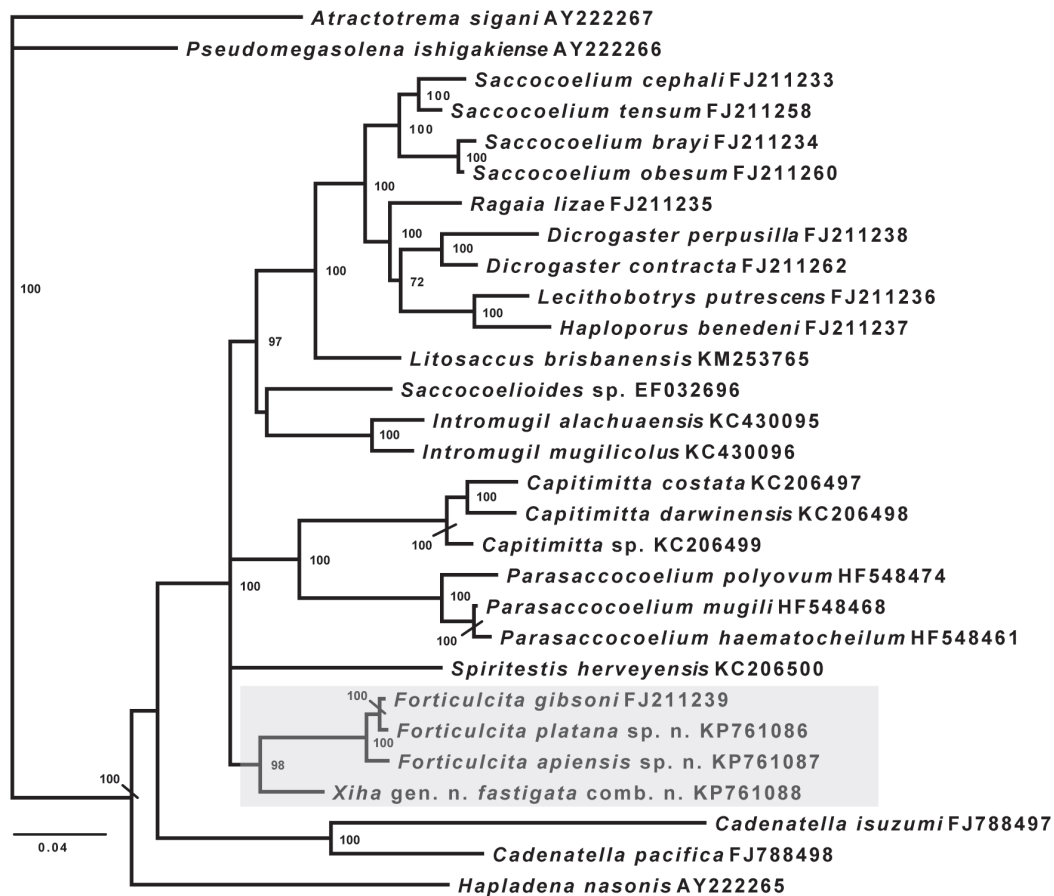 Atractotrema sigani AY222267
Pseudomegasolena ishigakiense AY222266
Saccocoelium cephali FJ211233
100
Saccocoelium tensum FJ211258
100
Saccocoelium brayi FJ211234
100
Saccocoelium obesum FJ211260
100
Ragaia lizae FJ211235
100
Dicrogaster perpusilla FJ211238
100
Dicrogaster contracta FJ211262
100
72
100
Lecithobotrys putrescens FJ211236
100
Haploporus benedeni FJ211237
97
Litosaccus brisbanensis KM253765
Saccocoelioides sp. EF032696
Intromugil alachuaensis KC430095
100
Intromugil mugilicolus KC430096
Capitimitta costata KC206497
100
Capitimitta darwinensis KC206498
100
Capitimitta sp. KC206499
100
Parasaccocoelium polyovum HF548474
100
100
Parasaccocoelium mugili HF548468
100
Parasaccocoelium haematocheilum HF548461
Spiritestis herveyensis KC206500
100
Forticulcita gibsoni FJ211239
Forticulcita platana sp. n. KP761086
100
Forticulcita apiensis sp. n. KP761087
98
100
Xiha gen. n. fastigata comb. n. KP761088
Cadenatella isuzumi FJ788497
100
0.04
Cadenatella pacifica FJ788498
Hapladena nasonis AY222265